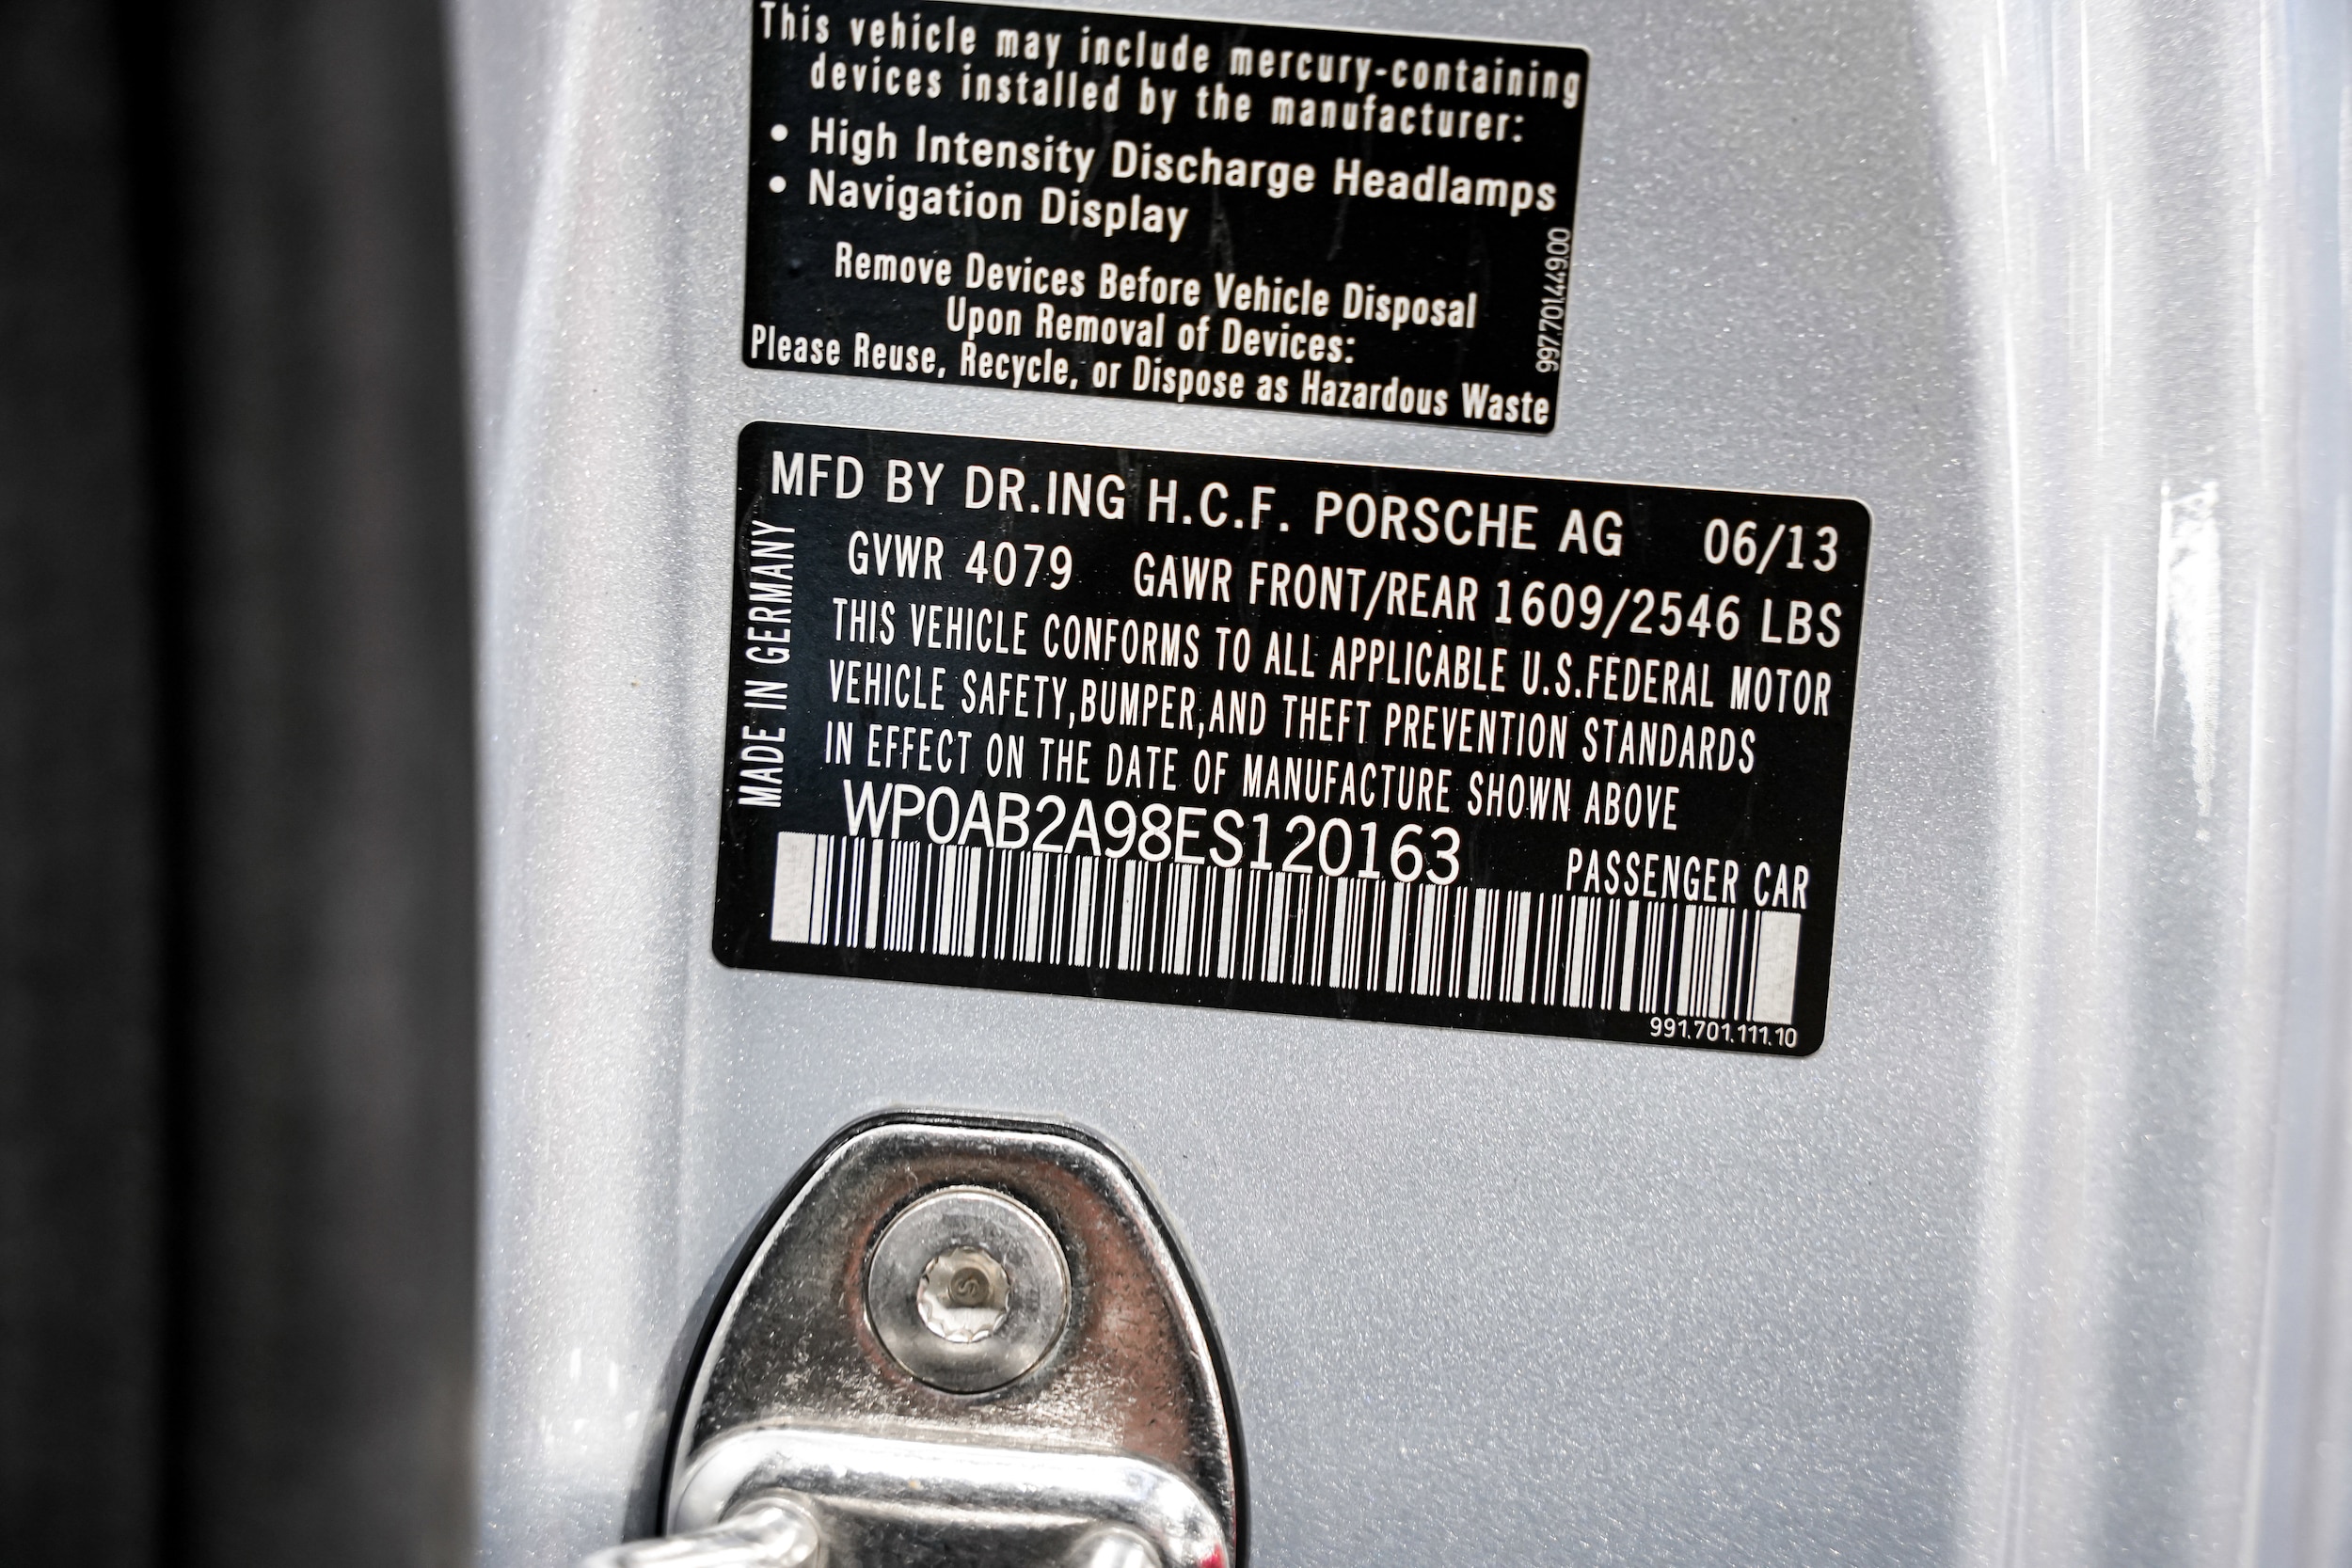 This vehicle may include mercury-containing
devices installed by the manufacturer:
• High Intensity Discharge Headlamps
• Navigation Display
Remove Devices Before Vehicle Disposal
Upon Removal of Devices:
Please Reuse, Recycle, or Dispose as Hazardous Waste
997.701.449.00
MFD BY DR.ING H.C.F. PORSCHE AG 06/13
GVWR 4079 GAWR FRONT/REAR 1609/2546 LBS
THIS VEHICLE CONFORMS TO ALL APPLICABLE U.S.FEDERAL MOTOR
VEHICLE SAFETY,BUMPER,AND THEFT PREVENTION STANDARDS
IN EFFECT ON THE DATE OF MANUFACTURE SHOWN ABOVE
WP0AB2A98ES120163 PASSENGER CAR
MADE IN GERMANY
991.701.111.10